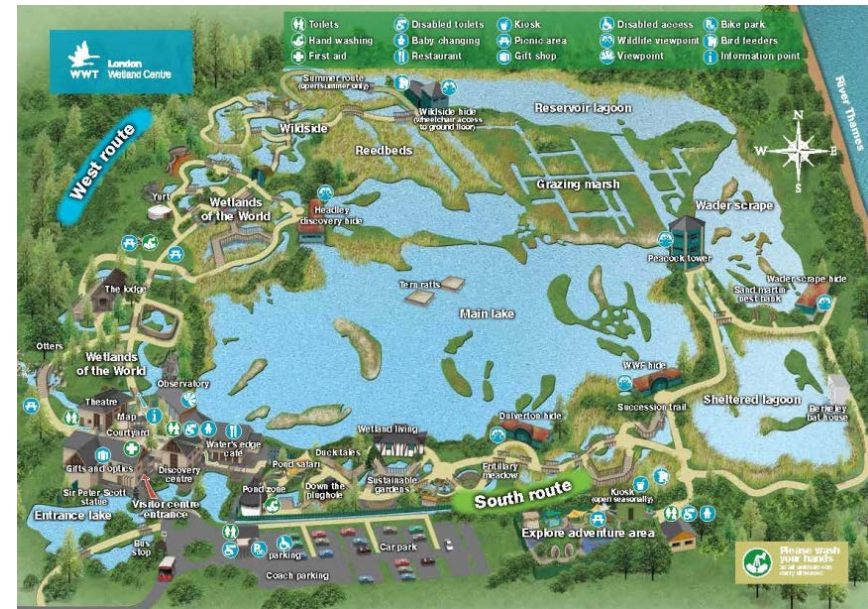 Toilets
Disabled toilets
Kiosk
Disabled access
Bike park
Hand washing
Baby changing
Picnic area
Wildlife viewpoint
Bird feeders
First aid
Restaurant
Gift shop
Viewpoint
Information point
WWT
London
Wetland Centre
West route
Summer route
(open summer only)
Wildside hide
(wheelchair access
to ground floor)
Reservoir lagoon
River Thames
Wildside
Reedbeds
N
W
E
S
Grazing marsh
Yurt
Wetlands
of the World
Headley
discovery hide
Wader scrape
Peacock tower
Wader scrape hide
Sand martin
nest bank
The lodge
Tern rafts
Main lake
Otters
Wetlands
of the World
Observatory
WWF hide
Sheltered lagoon
Berkeley
bat house
Theatre
Map
Courtyard
Water's edge
café
Wetland living
Dulverton hide
Succession trail
Gifts and optics
Discovery
centre
Pond safari
Ducktales
Sustainable
gardens
Fritillary
meadow
Sir Peter Scott
statue
Pond zone
Down the
plughole
South route
Kiosk
(open seasonally)
Entrance lake
Visitor centre
entrance
Explore adventure area
Bus
stop
parking
Car park
Coach parking
Please wash
your hands